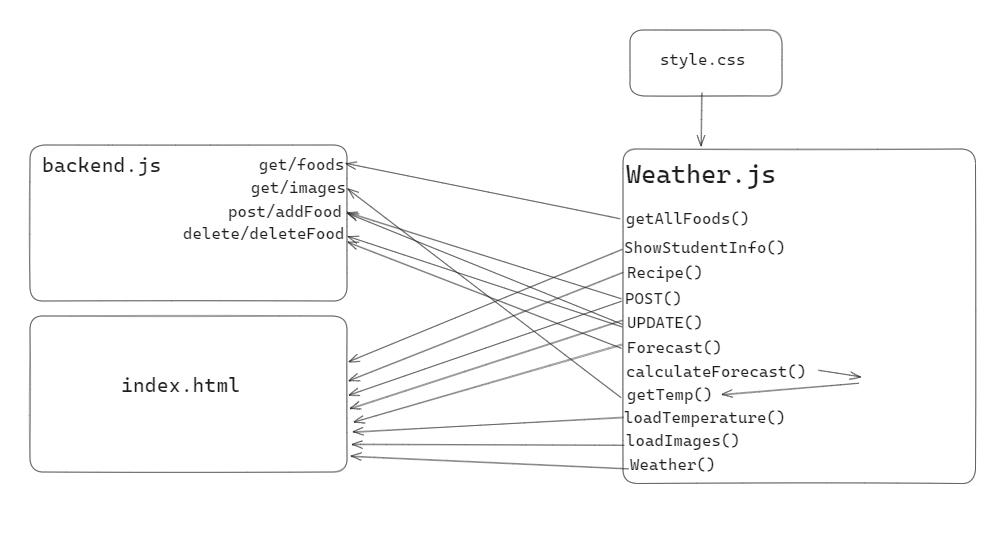 style.css
backend.js
get/foods
get/images
post/addFood
delete/deleteFood
index.html
Weather.js
getAllFoods()
ShowStudentInfo()
Recipe()
POST()
UPDATE()
Forecast()
calculateForecast()
getTemp()
loadTemperature()
loadImages()
Weather()